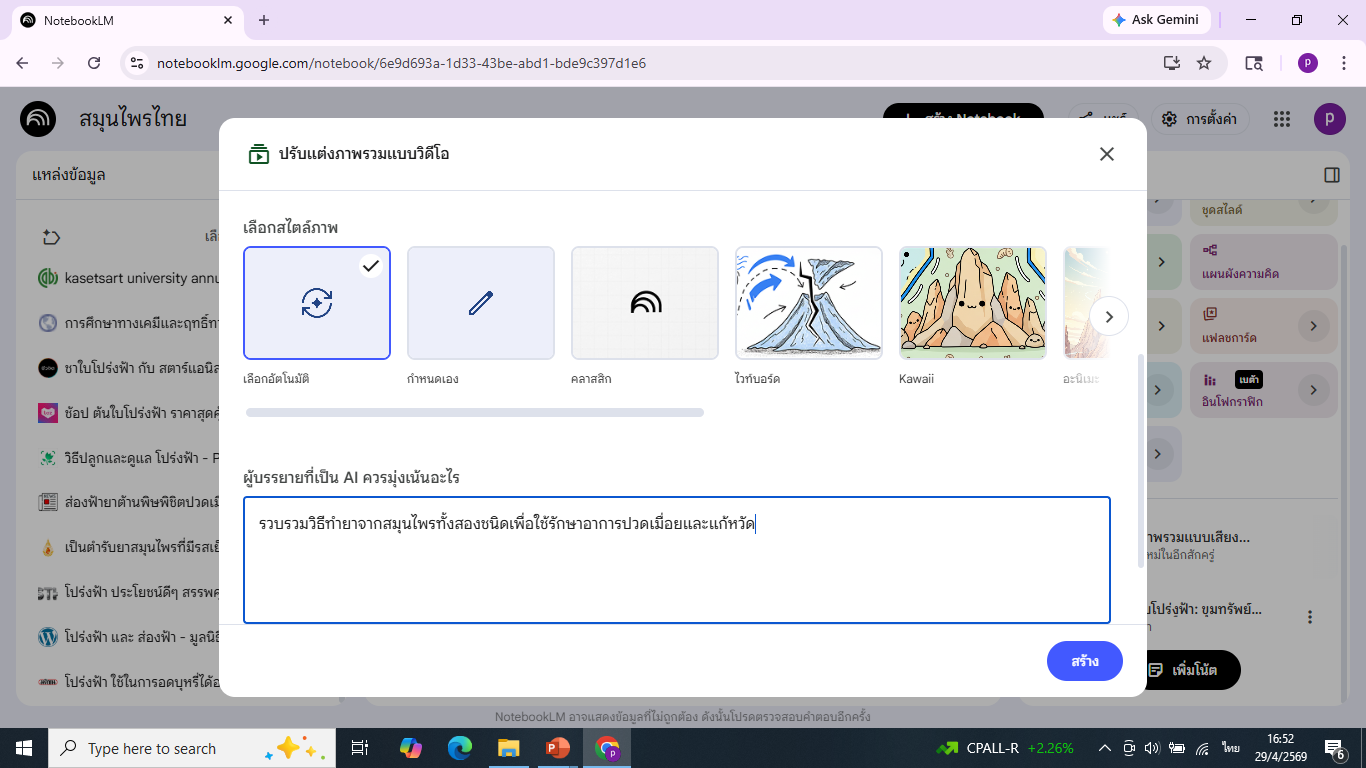 NotebookLM
Ask Gemini
notebooklm.google.com/notebook/6e9d693a-1d33-43be-abd1-bde9c397d1e6
p
สมุนไพรไทย
การตั้งค่า
p
ปรับแต่งภาพรวมแบบวิดีโอ
แหล่งข้อมูล
ชุดสไลด์
เลือกสไตล์ภาพ
kasetsart university annu
แผนผังความคิด
การศึกษาทางเคมีและฤทธิ์ทา
แฟลชการ์ด
ชาใบโปร่งฟ้า กับ สตาร์แอนิส
เลือกอัตโนมัติ
กำหนดเอง
คลาสสิก
ไวท์บอร์ด
Kawaii
อะนิเมะ
เบต้า
อินโฟกราฟิก
ช้อป ต้นใบโปร่งฟ้า ราคาสุดคุ้
วิธีปลูกและดูแล โปร่งฟ้า - P
ผู้บรรยายที่เป็น AI ควรมุ่งเน้นอะไร
ส่องฟ้ายาต้านพิษพิชิตปวดเมื่
รวบรวมวิธีทำยาจากสมุนไพรทั้งสองชนิดเพื่อใช้รักษาอาการปวดเมื่อยและแก้หวัด
เป็นตำรับยาสมุนไพรที่มีรสเย็
าพรวมแบบเสียง...
หม่ในอีกสักครู่
โปร่งฟ้า ประโยชน์ดีๆ สรรพคุ
บโปร่งฟ้า: ขุมทรัพย์...
โปร่งฟ้า และ ส่องฟ้า - มูลนิธิ
สร้าง
เพิ่มโน้ต
โปร่งฟ้า ใช้ในการอดบุหรี่ได้อ
NotebookLM อาจแสดงข้อมูลที่ไม่ถูกต้อง ดังนั้นโปรดตรวจสอบคำตอบอีกครั้ง
Type here to search
CPALL-R +2.26%
ไทย
16:52
29/4/2569
6